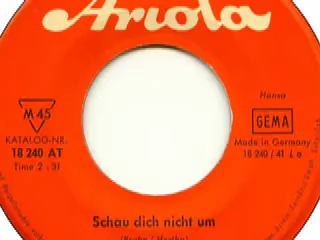 Ariola
M 45
KATALOG-NR.
18 240 AT
Time 2:31
Hansa
GEMA
Made in Germany
18 240 / 41 L a
Schau dich nicht um